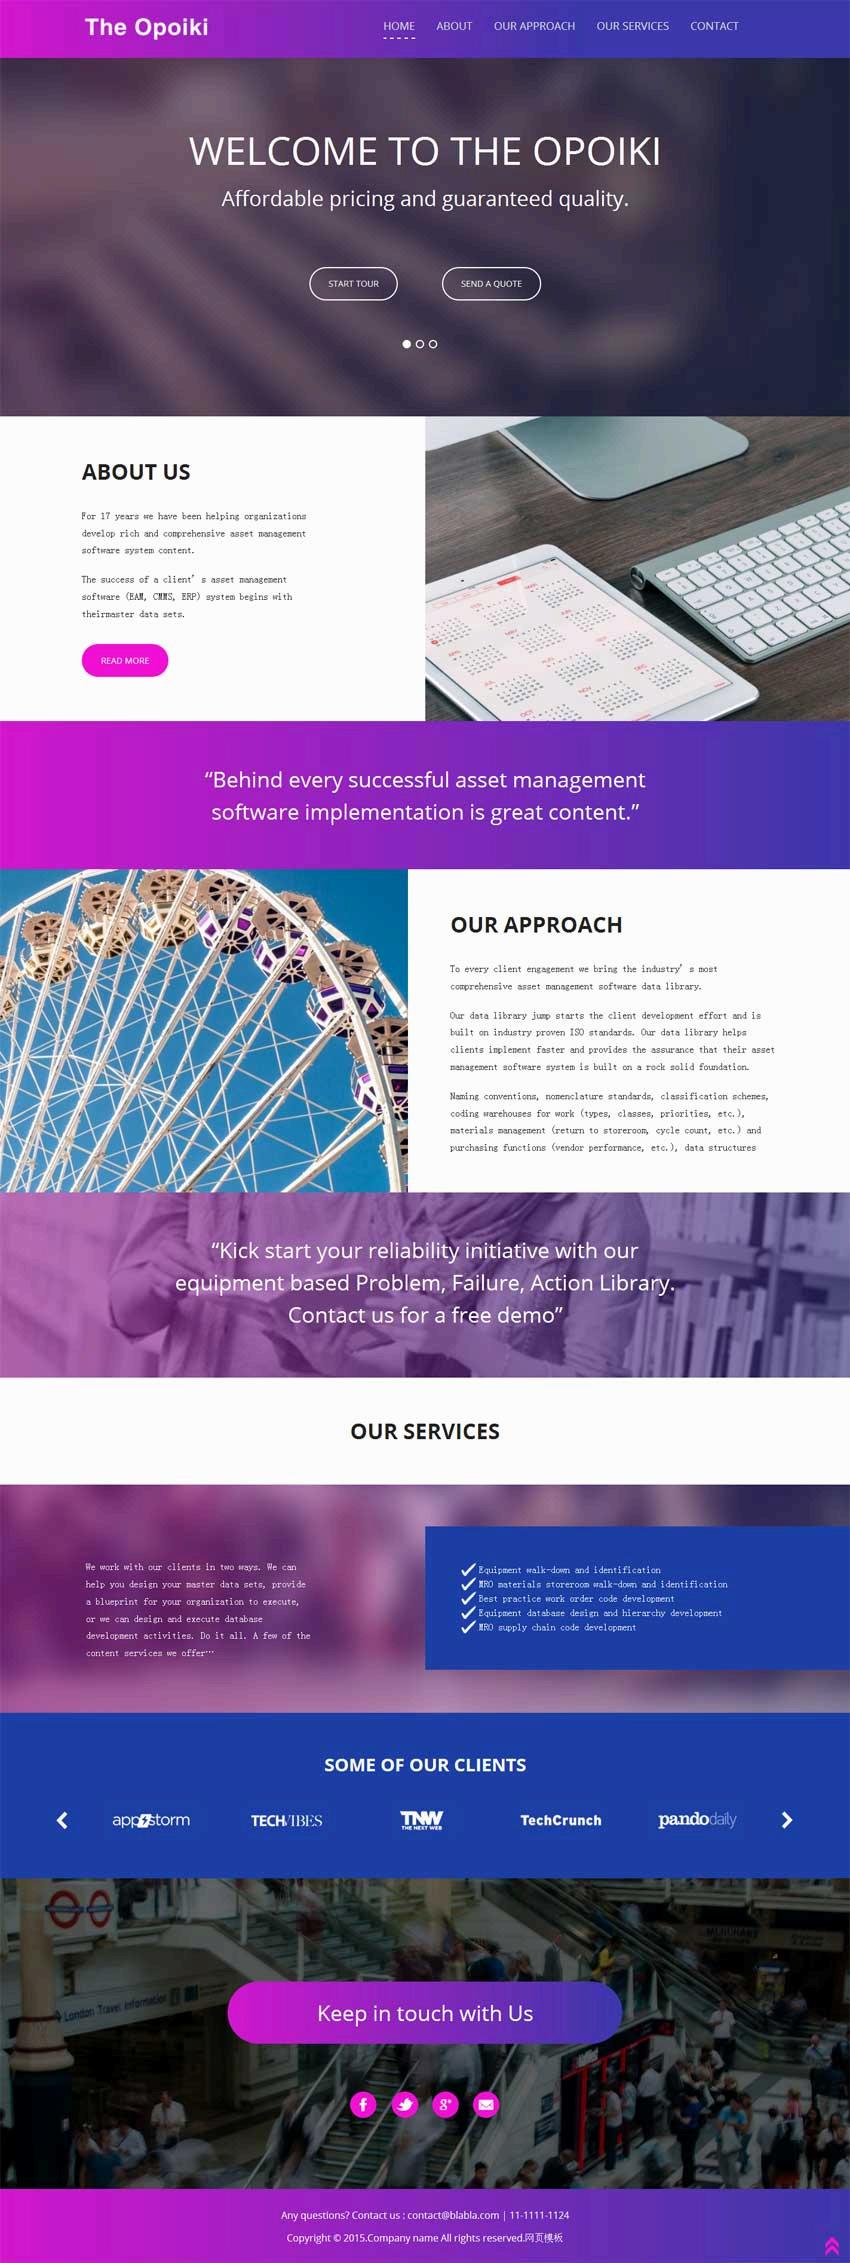 The Opoiki
HOME ABOUT OUR APPROACH OUR SERVICES CONTACT
WELCOME TO THE OPOIKI
Affordable pricing and guaranteed quality.
START TOUR SEND A QUOTE
ABOUT US
For 17 years we have been helping organizations
develop rich and comprehensive asset management
software system content.
The success of a client’s asset management
software (EAM, CMMS, ERP) system begins with
theirmaster data sets.
READ MORE
“Behind every successful asset management
software implementation is great content.”
OUR APPROACH
To every client engagement we bring the industry’s most
comprehensive asset management software data library.
Our data library jump starts the client development effort and is
built on industry proven ISO standards. Our data library helps
clients implement faster and provides the assurance that their asset
management software system is built on a rock solid foundation.
Naming conventions, nomenclature standards, classification schemes,
coding warehouses for work (types, classes, priorities, etc.),
materials management (return to storeroom, cycle count, etc.) and
purchasing functions (vendor performance, etc.), data structures
“Kick start your reliability initiative with our
equipment based Problem, Failure, Action Library.
Contact us for a free demo”
OUR SERVICES
We work with our clients in two ways. We can
help you design your master data sets, provide
a blueprint for your organization to execute,
or we can design and execute database
development activities. Do it all. A few of the
content services we offer…
Equipment walk-down and identification
MRO materials storeroom walk-down and identification
Best practice work order code development
Equipment database design and hierarchy development
MRO supply chain code development
SOME OF OUR CLIENTS
appstorm TECHVIBES TNW THE NEXT WEB TechCrunch pandodaily
London Travel Information
Keep in touch with Us
Any questions? Contact us : contact@blabla.com | 11-1111-1124
Copyright © 2015.Company name All rights reserved.网页模板